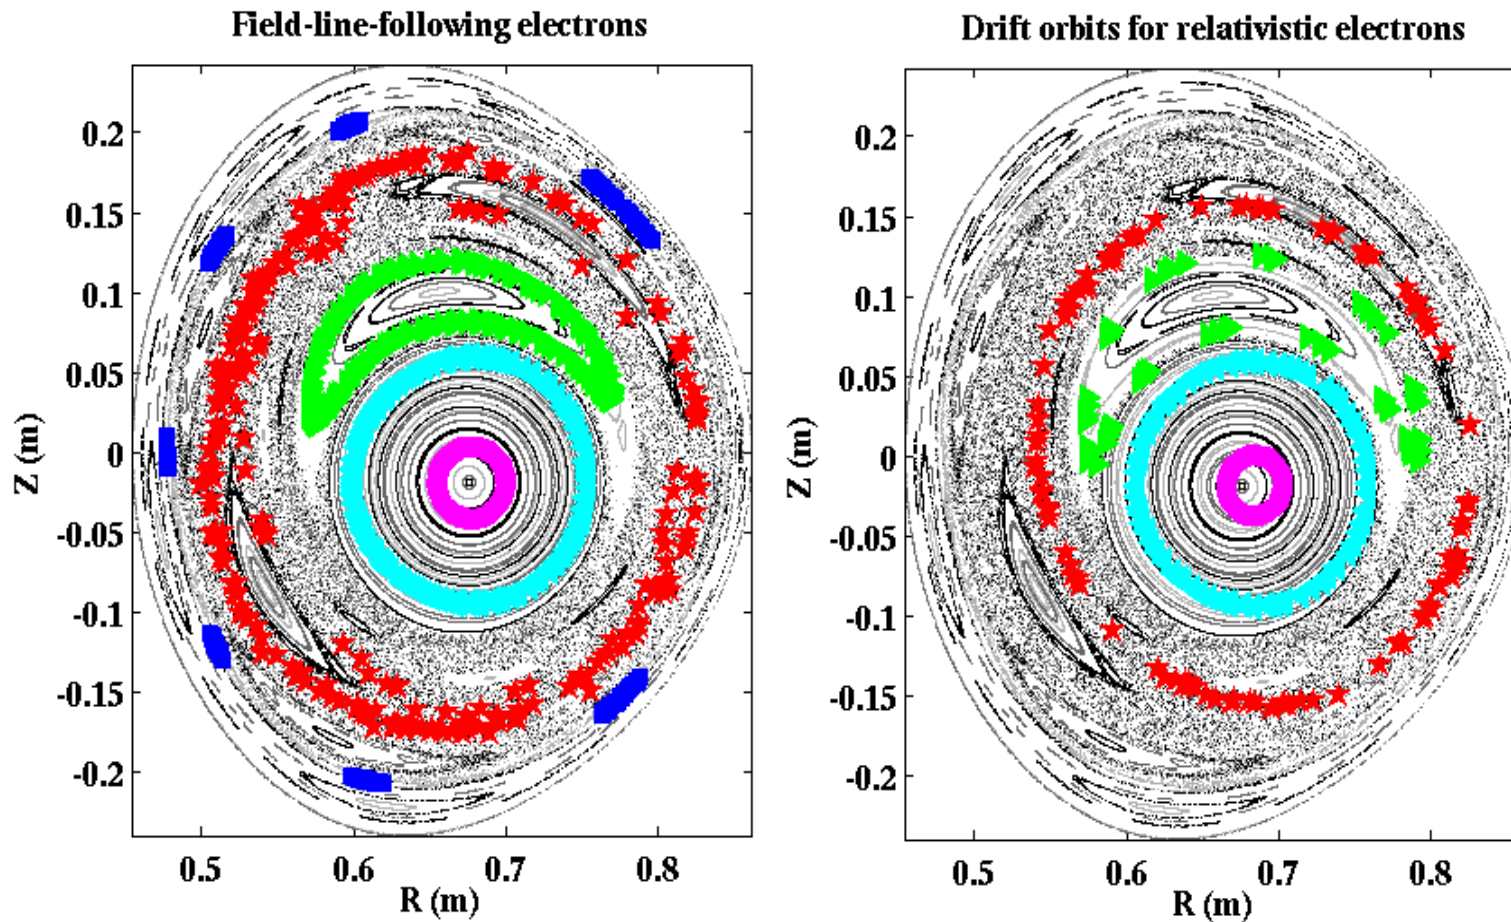 Field-line-following electrons
Drift orbits for relativistic electrons
0.2
0.15
0.1
0.05
0
-0.05
-0.1
-0.15
-0.2
Z (m)
0.5 0.6 0.7 0.8
R (m)
0.2
0.15
0.1
0.05
0
-0.05
-0.1
-0.15
-0.2
Z (m)
0.5 0.6 0.7 0.8
R (m)